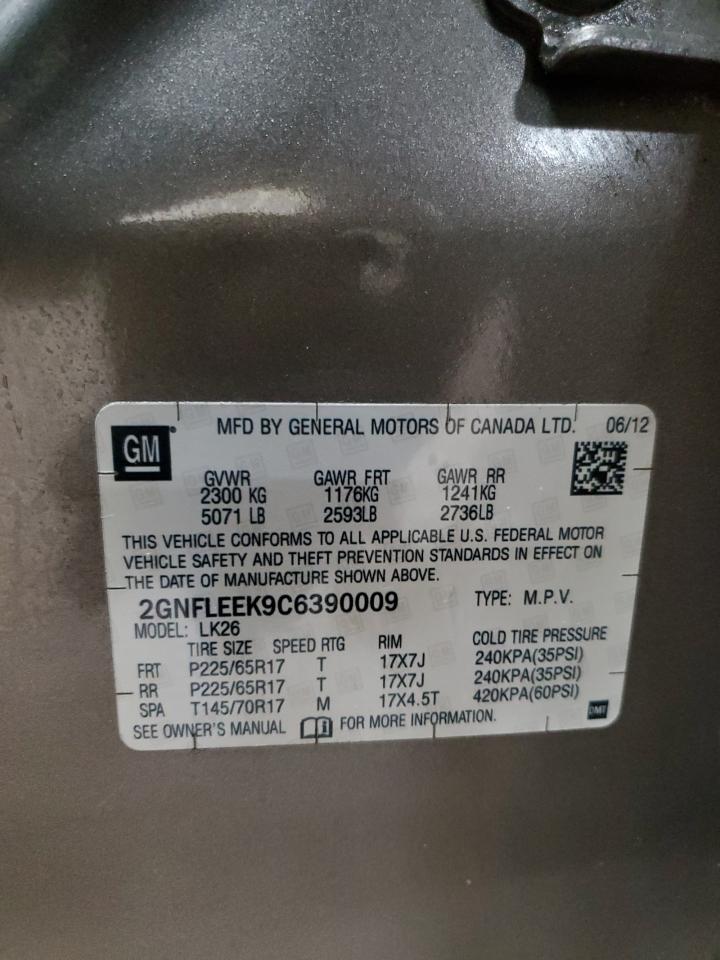 MFD BY GENERAL MOTORS OF CANADA LTD. 06/12
GM
GVWR GAWR FRT GAWR RR
2300 KG 1176KG 1241KG
5071 LB 2593LB 2736LB
THIS VEHICLE CONFORMS TO ALL APPLICABLE U.S. FEDERAL MOTOR
VEHICLE SAFETY AND THEFT PREVENTION STANDARDS IN EFFECT ON
THE DATE OF MANUFACTURE SHOWN ABOVE.
2GNFLEEK9C6390009 TYPE: M.P.V.
MODEL: LK26
TIRE SIZE SPEED RTG RIM COLD TIRE PRESSURE
FRT P225/65R17 T 17X7J 240KPA(35PSI)
RR P225/65R17 T 17X7J 240KPA(35PSI)
SPA T145/70R17 M 17X4.5T 420KPA(60PSI)
SEE OWNER'S MANUAL FOR MORE INFORMATION.
DMT